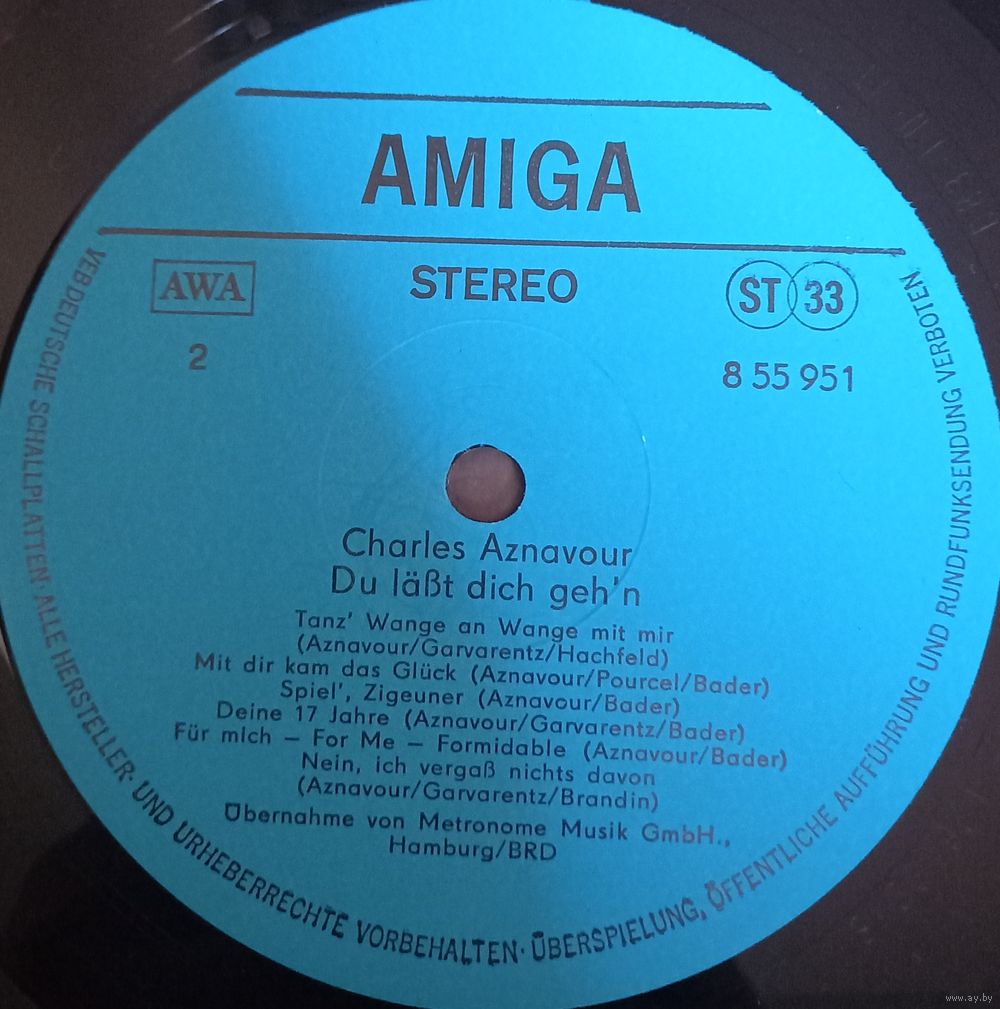 AMIGA
AWA
STEREO
ST 33
2
8 55 951
Charles Aznavour
Du läßt dich geh'n
Tanz' Wange an Wange mit mir
(Aznavour/Garvarentz/Hachfeld)
Mit dir kam das Glück (Aznavour/Pourcel/Bader)
Spiel', Zigeuner (Aznavour/Bader)
Deine 17 Jahre (Aznavour/Garvarentz/Bader)
Für mich – For Me – Formidable (Aznavour/Bader)
Nein, ich vergaß nichts davon
(Aznavour/Garvarentz/Brandin)
Übernahme von Metronome Musik GmbH.,
Hamburg/BRD
VEB DEUTSCHE SCHALLPLATTEN · ALLE HERSTELLER- UND URHEBERRECHTE VORBEHALTEN · ÜBERSPIELUNG, ÖFFENTLICHE AUFFÜHRUNG UND RUNDFUNKSENDUNG VERBOTEN
www.ay.by